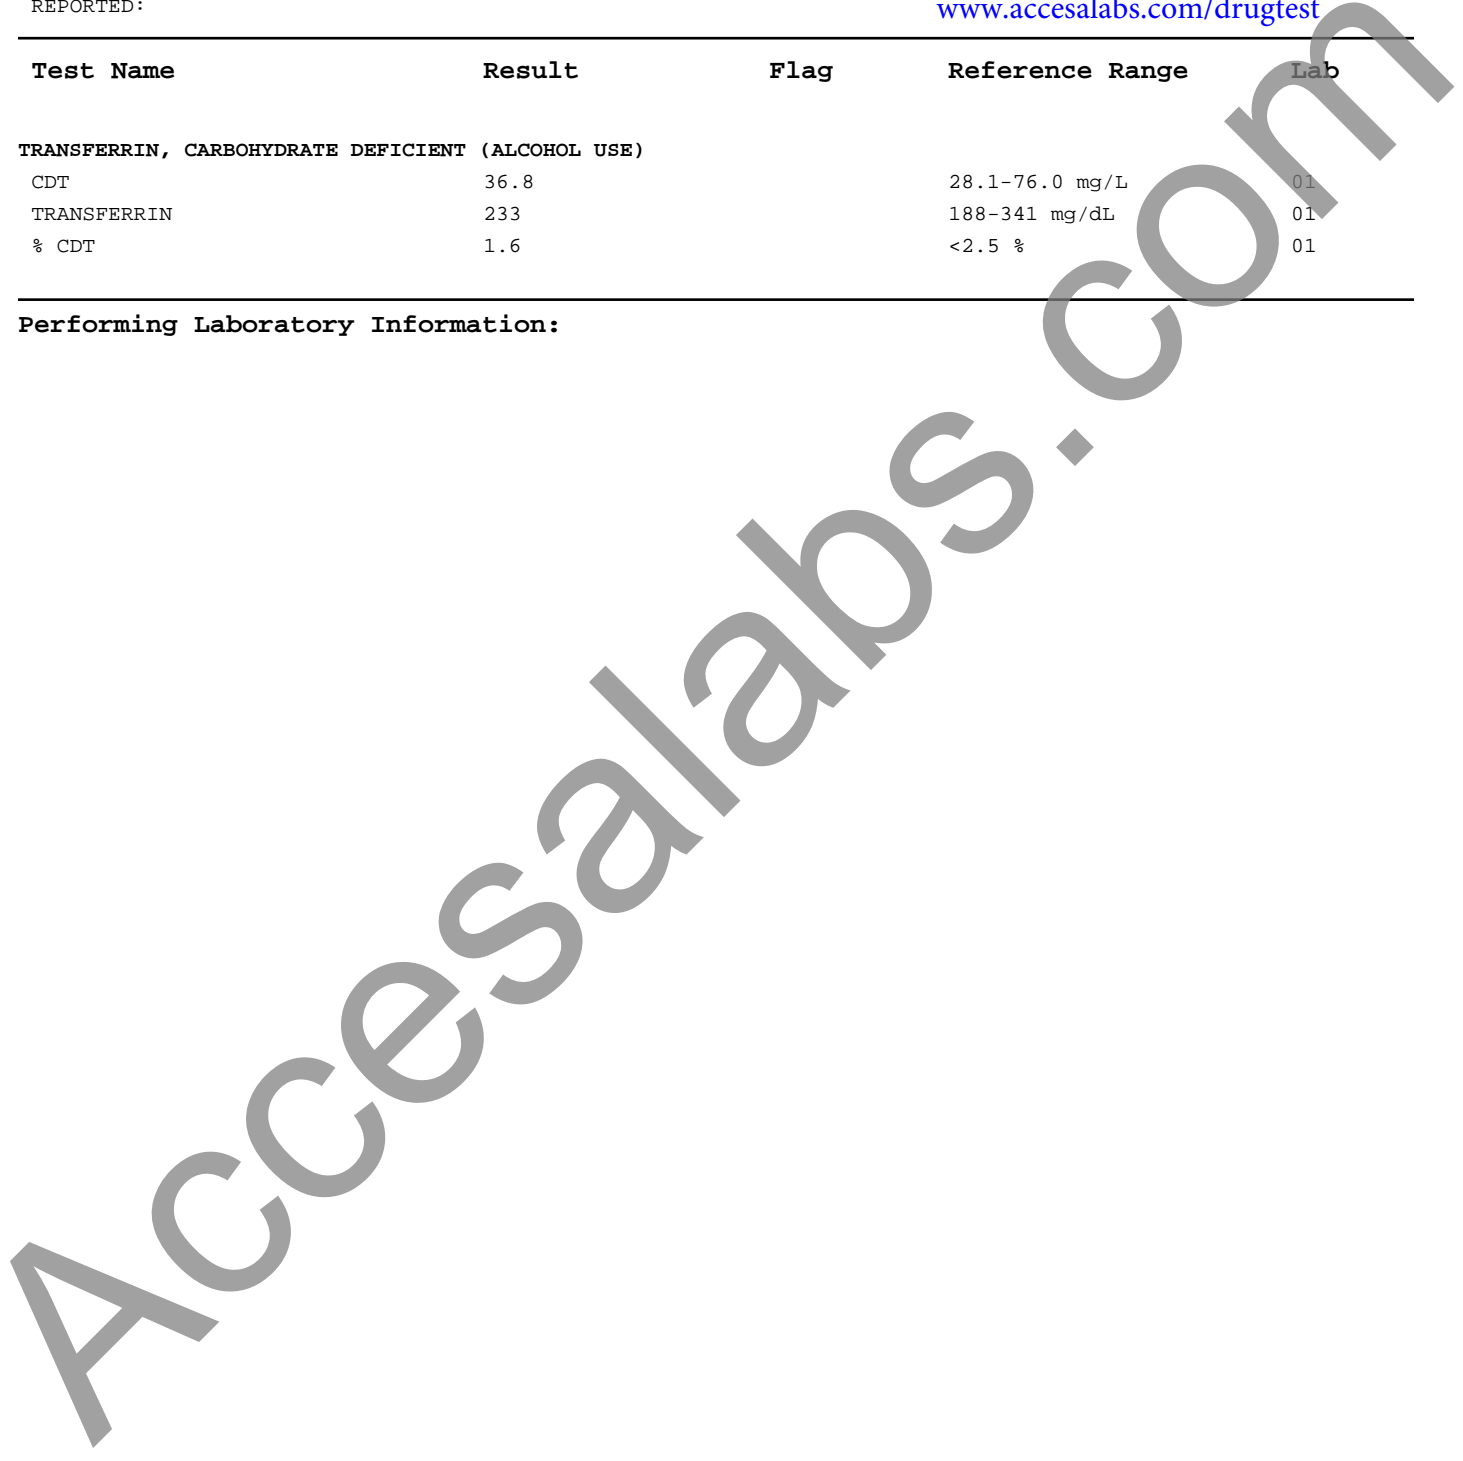 REPORTED:
www.accesalabs.com/drugtest
Test Name Result Flag Reference Range Lab
TRANSFERRIN, CARBOHYDRATE DEFICIENT (ALCOHOL USE)
CDT 36.8 28.1-76.0 mg/L 01
TRANSFERRIN 233 188-341 mg/dL 01
% CDT 1.6 <2.5 % 01
Performing Laboratory Information:
Accesalabs.com